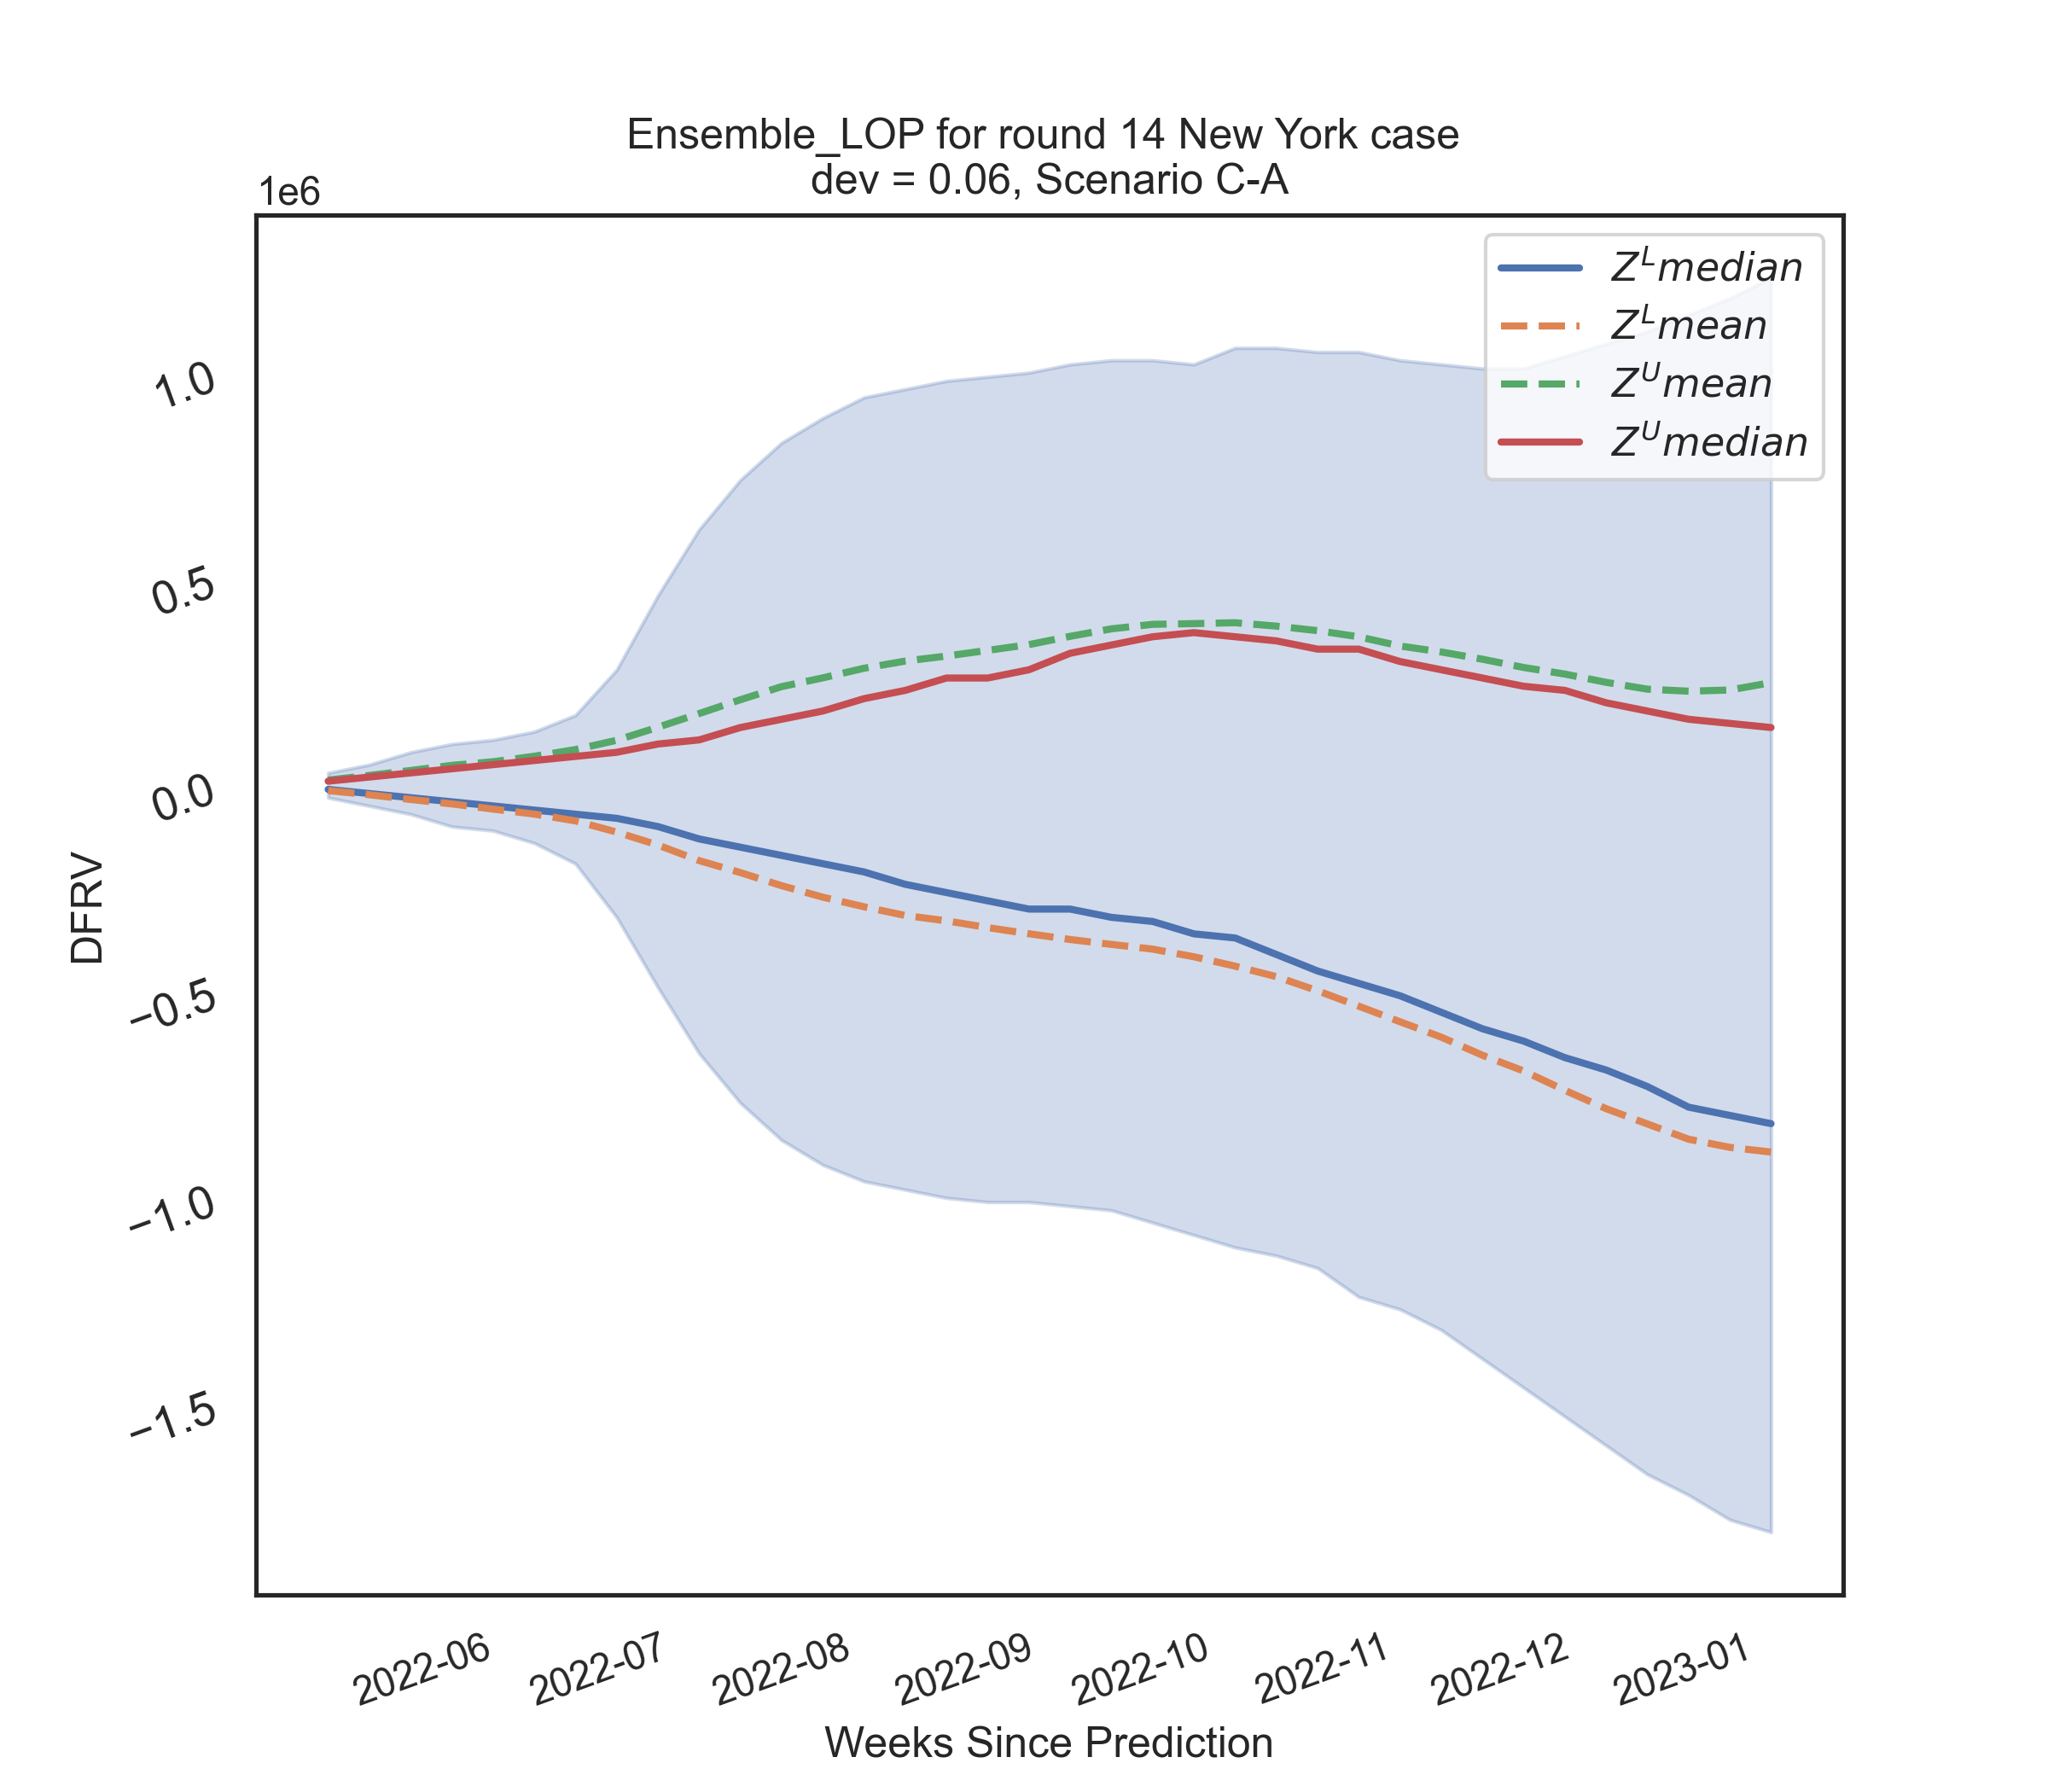 Ensemble_LOP for round 14 New York case
dev = 0.06, Scenario C-A
1e6
Z^L median
Z^L mean
Z^U mean
Z^U median
1.0
0.5
0.0
−0.5
−1.0
−1.5
DFRV
2022-06 2022-07 2022-08 2022-09 2022-10 2022-11 2022-12 2023-01
Weeks Since Prediction